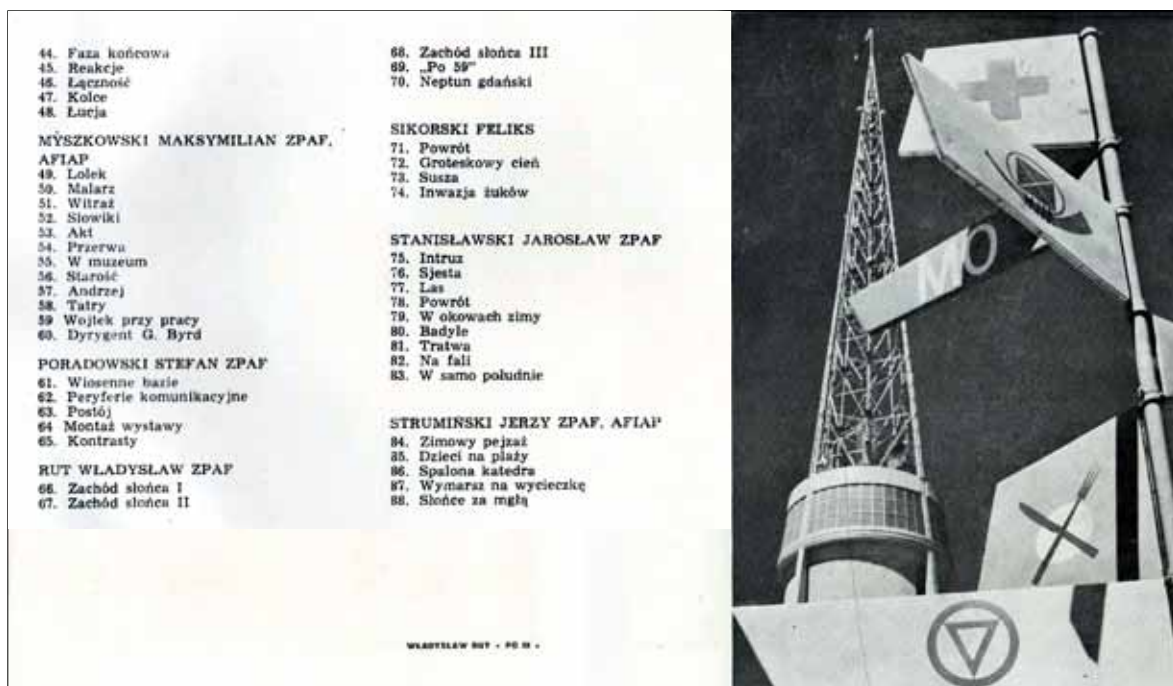 44. Faza końcowa
45. Reakcje
46. Łączność
47. Kolce
48. Łucja
MYSZKOWSKI MAKSYMILIAN ZPAF,
AFIAP
49. Lolek
50. Malarz
51. Witraż
52. Słowiki
53. Akt
54. Przerwa
55. W muzeum
56. Starość
57. Andrzej
58. Tatry
59 Wojtek przy pracy
60. Dyrygent G. Byrd
PORADOWSKI STEFAN ZPAF
61. Wiosenne bazie
62. Peryferie komunikacyjne
63. Postój
64 Montaż wystawy
65. Kontrasty
RUT WŁADYSŁAW ZPAF
66. Zachód słońca I
67. Zachód słońca II
68. Zachód słońca III
69. „Po 59"
70. Neptun gdański
SIKORSKI FELIKS
71. Powrót
72. Groteskowy cień
73. Susza
74. Inwazja żuków
STANISŁAWSKI JAROSŁAW ZPAF
75. Intruz
76. Sjesta
77. Las
78. Powrót
79. W okowach zimy
80. Badyle
81. Tratwa
82. Na fali
83. W samo południe
STRUMIŃSKI JERZY ZPAF, AFIAP
84. Zimowy pejzaż
85. Dzieci na plaży
86. Spalona katedra
87. Wymarsz na wycieczkę
88. Słońce za mgłą
WŁADYSŁAW RUT - PO
MO